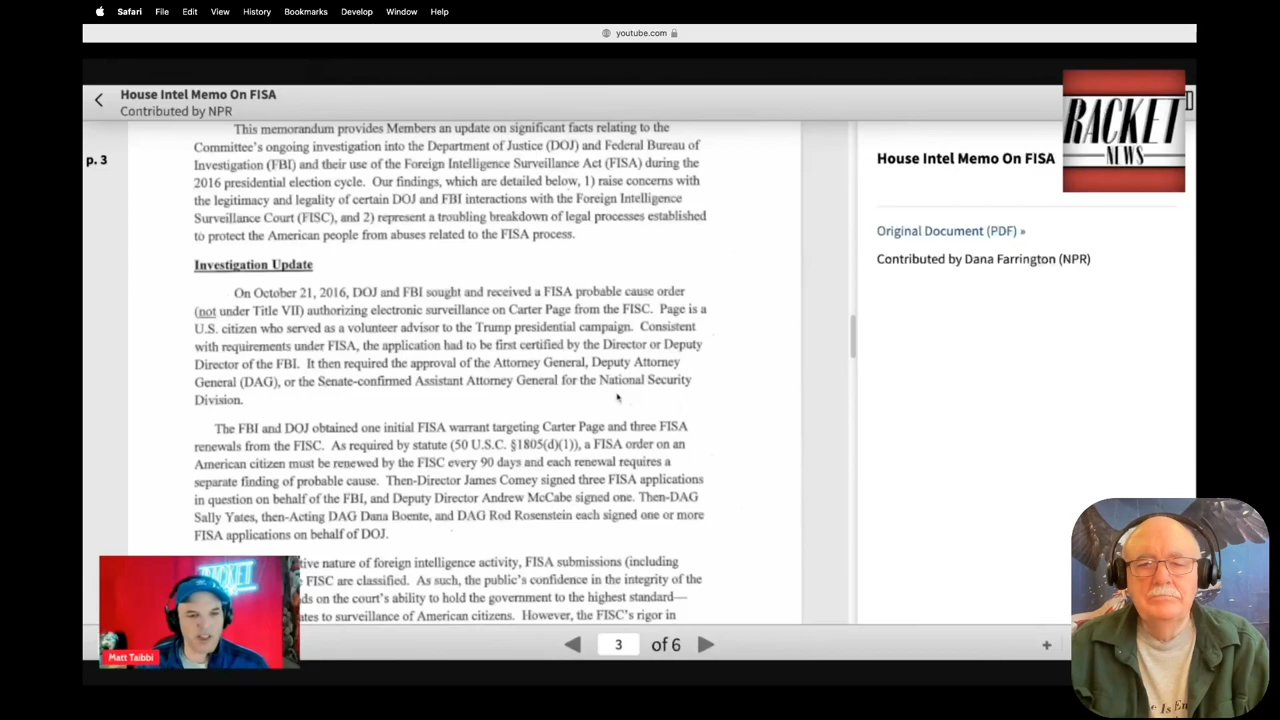 Safari File Edit View History Bookmarks Develop Window Help
youtube.com
House Intel Memo On FISA
Contributed by NPR
RACKET
NEWS
p. 3
This memorandum provides Members an update on significant facts relating to the
Committee's ongoing investigation into the Department of Justice (DOJ) and Federal Bureau of
Investigation (FBI) and their use of the Foreign Intelligence Surveillance Act (FISA) during the
2016 presidential election cycle. Our findings, which are detailed below, 1) raise concerns with
the legitimacy and legality of certain DOJ and FBI interactions with the Foreign Intelligence
Surveillance Court (FISC), and 2) represent a troubling breakdown of legal processes established
to protect the American people from abuses related to the FISA process.
Investigation Update
On October 21, 2016, DOJ and FBI sought and received a FISA probable cause order
(not under Title VII) authorizing electronic surveillance on Carter Page from the FISC. Page is a
U.S. citizen who served as a volunteer advisor to the Trump presidential campaign. Consistent
with requirements under FISA, the application had to be first certified by the Director or Deputy
Director of the FBI. It then required the approval of the Attorney General, Deputy Attorney
General (DAG), or the Senate-confirmed Assistant Attorney General for the National Security
Division.
The FBI and DOJ obtained one initial FISA warrant targeting Carter Page and three FISA
renewals from the FISC. As required by statute (50 U.S.C. §1805(d)(1)), a FISA order on an
American citizen must be renewed by the FISC every 90 days and each renewal requires a
separate finding of probable cause. Then-Director James Comey signed three FISA applications
in question on behalf of the FBI, and Deputy Director Andrew McCabe signed one. Then-DAG
Sally Yates, then-Acting DAG Dana Boente, and DAG Rod Rosenstein each signed one or more
FISA applications on behalf of DOJ.
tive nature of foreign intelligence activity, FISA submissions (including
FISC are classified. As such, the public's confidence in the integrity of the
ds on the court's ability to hold the government to the highest standard—
ates to surveillance of American citizens. However, the FISC's rigor in
House Intel Memo On FISA
Original Document (PDF) »
Contributed by Dana Farrington (NPR)
RACKET
Matt Taibbi
3 of 6
+